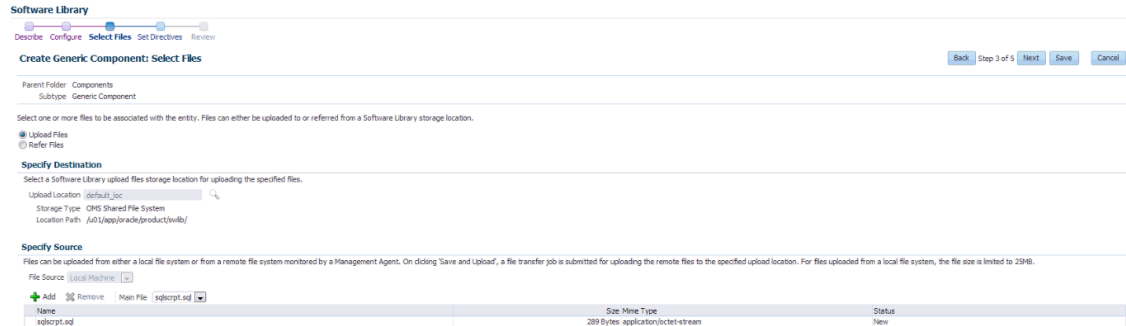 Software Library
Describe Configure Select Files Set Directives Review
Create Generic Component: Select Files
Back Step 3 of 5 Next Save Cancel
Parent Folder Components
Subtype Generic Component
Select one or more files to be associated with the entity. Files can either be uploaded to or referred from a Software Library storage location.
Upload Files
Refer Files
Specify Destination
Select a Software Library upload files storage location for uploading the specified files.
Upload Location default_loc
Storage Type OMS Shared File System
Location Path /u01/app/oracle/product/swlib/
Specify Source
Files can be uploaded from either a local file system or from a remote file system monitored by a Management Agent. On clicking 'Save and Upload', a file transfer job is submitted for uploading the remote files to the specified upload location. For files uploaded from a local file system, the file size is limited to 25MB.
File Source Local Machine
Add Remove Main File sqlscrpt.sql
Name Size Mime Type Status
sqlscrpt.sql 289 Bytes application/octet-stream New